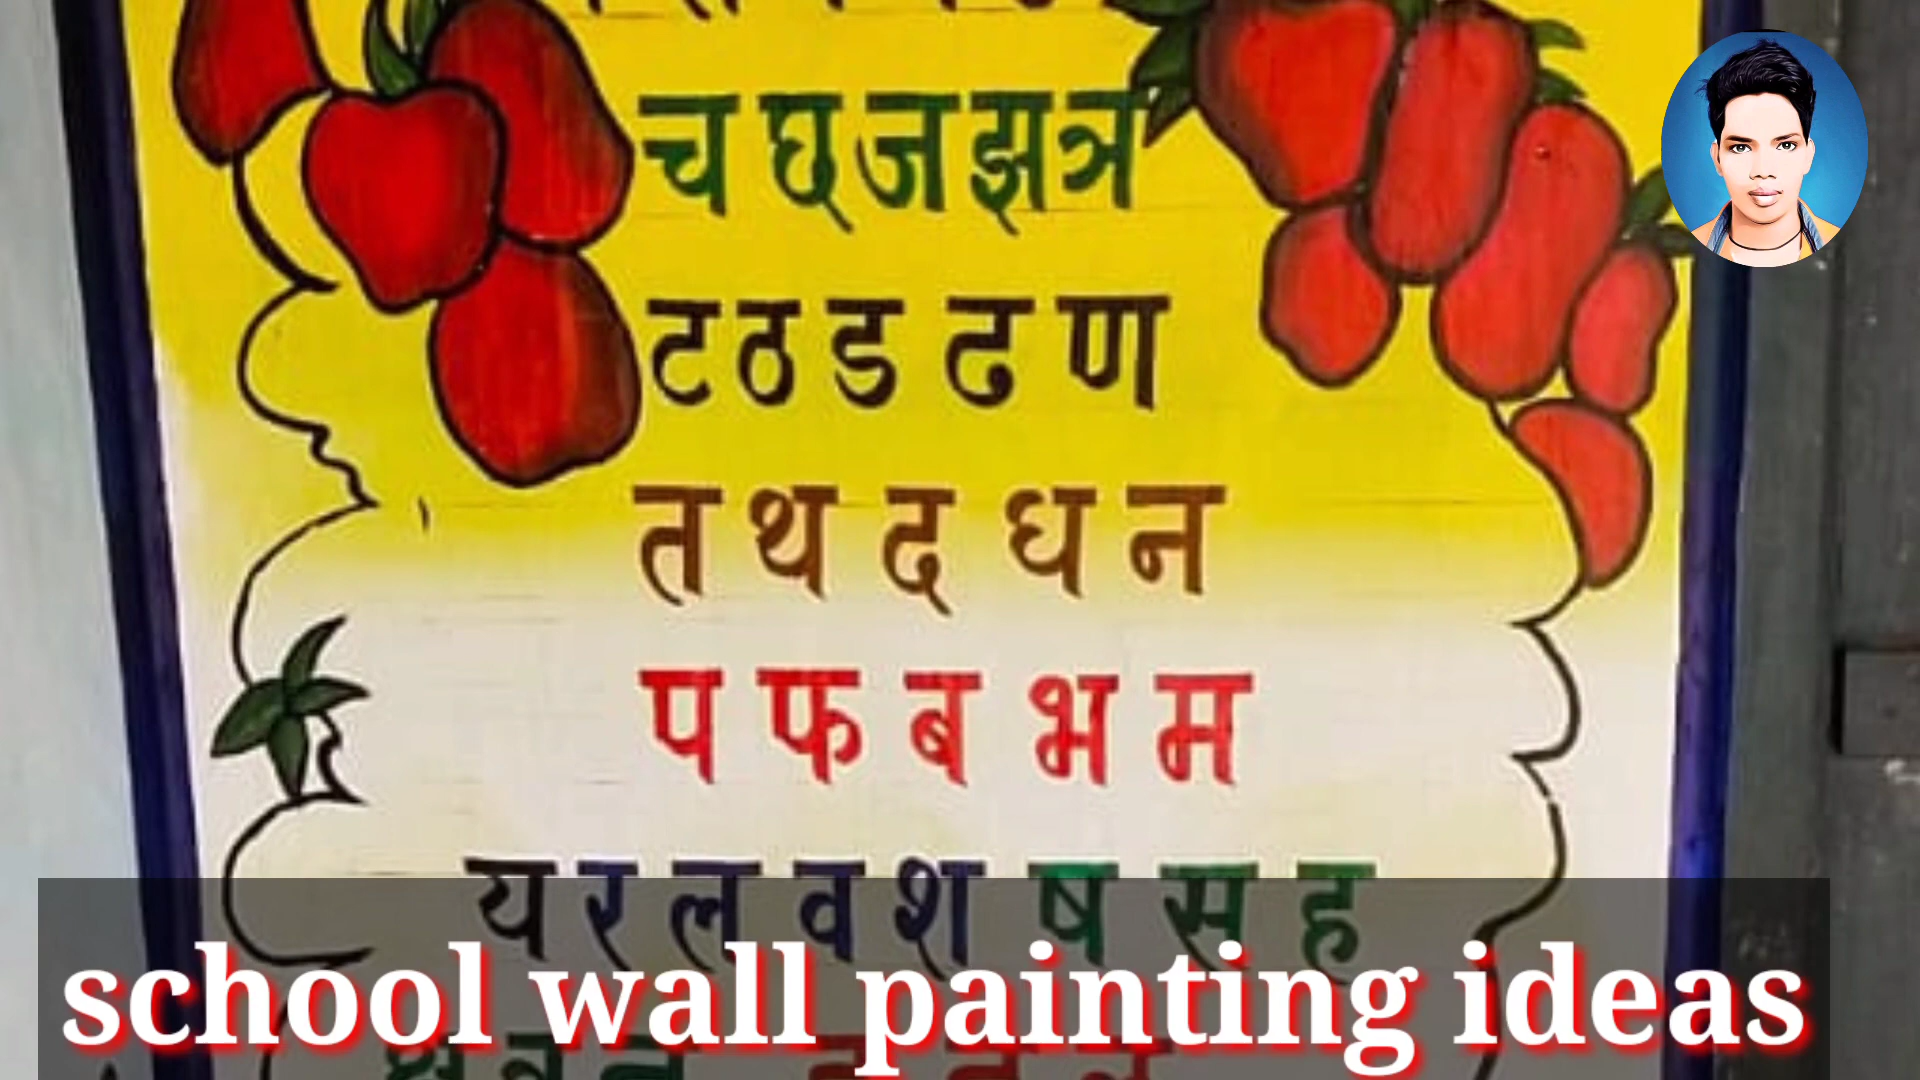 च छ ज झ ञ
ट ठ ड ढ ण
त थ द ध न
प फ ब भ म
य र ल व श ष स ह
school wall painting ideas